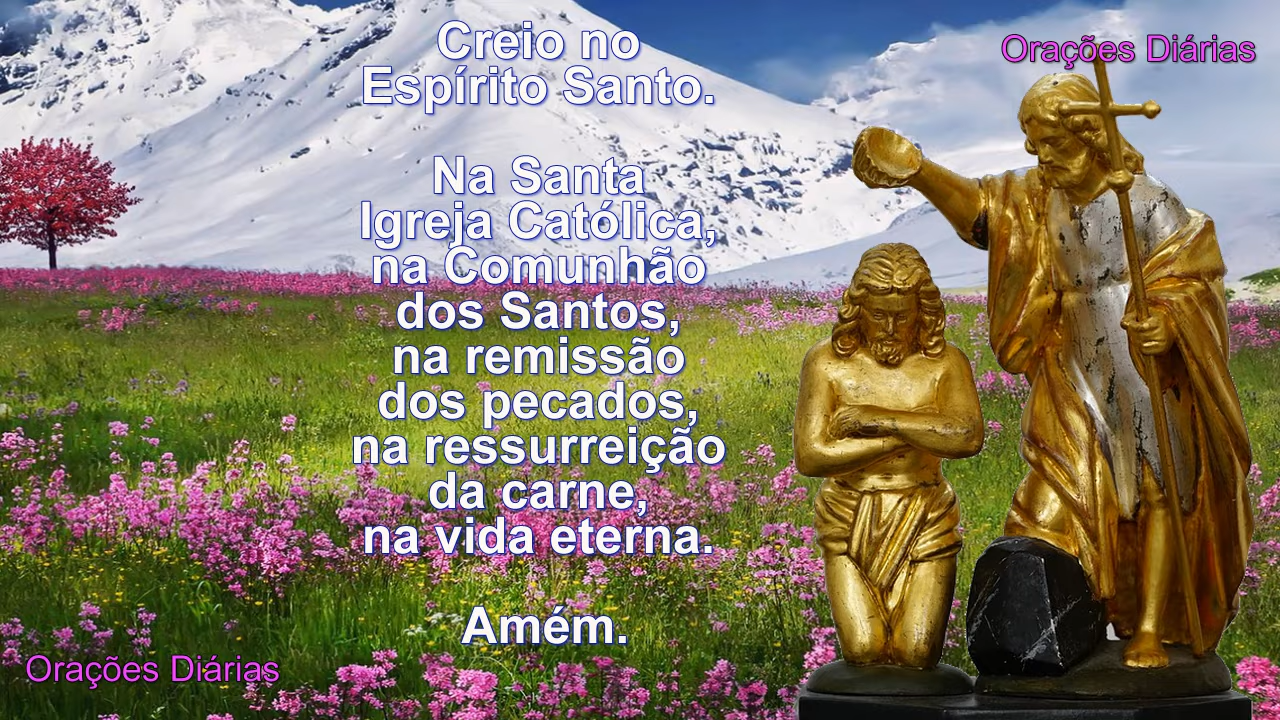 Creio no
Espírito Santo.
Na Santa
Igreja Católica,
na Comunhão
dos Santos,
na remissão
dos pecados,
na ressurreição
da carne,
na vida eterna.
Amém.
Orações Diárias
Orações Diárias